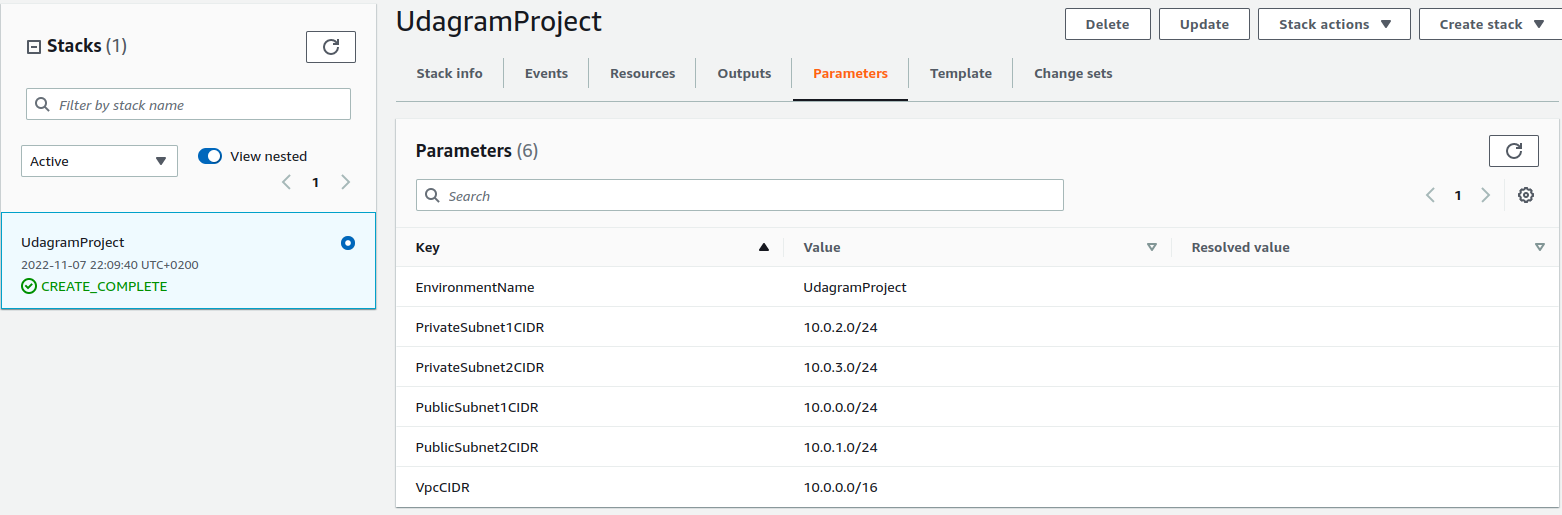 Stacks (1)
Filter by stack name
Active
View nested
1
UdagramProject
2022-11-07 22:09:40 UTC+0200
CREATE_COMPLETE
UdagramProject
Delete
Update
Stack actions
Create stack
Stack info
Events
Resources
Outputs
Parameters
Template
Change sets
Parameters (6)
Search
1
Key Value Resolved value
EnvironmentName UdagramProject
PrivateSubnet1CIDR 10.0.2.0/24
PrivateSubnet2CIDR 10.0.3.0/24
PublicSubnet1CIDR 10.0.0.0/24
PublicSubnet2CIDR 10.0.1.0/24
VpcCIDR 10.0.0.0/16